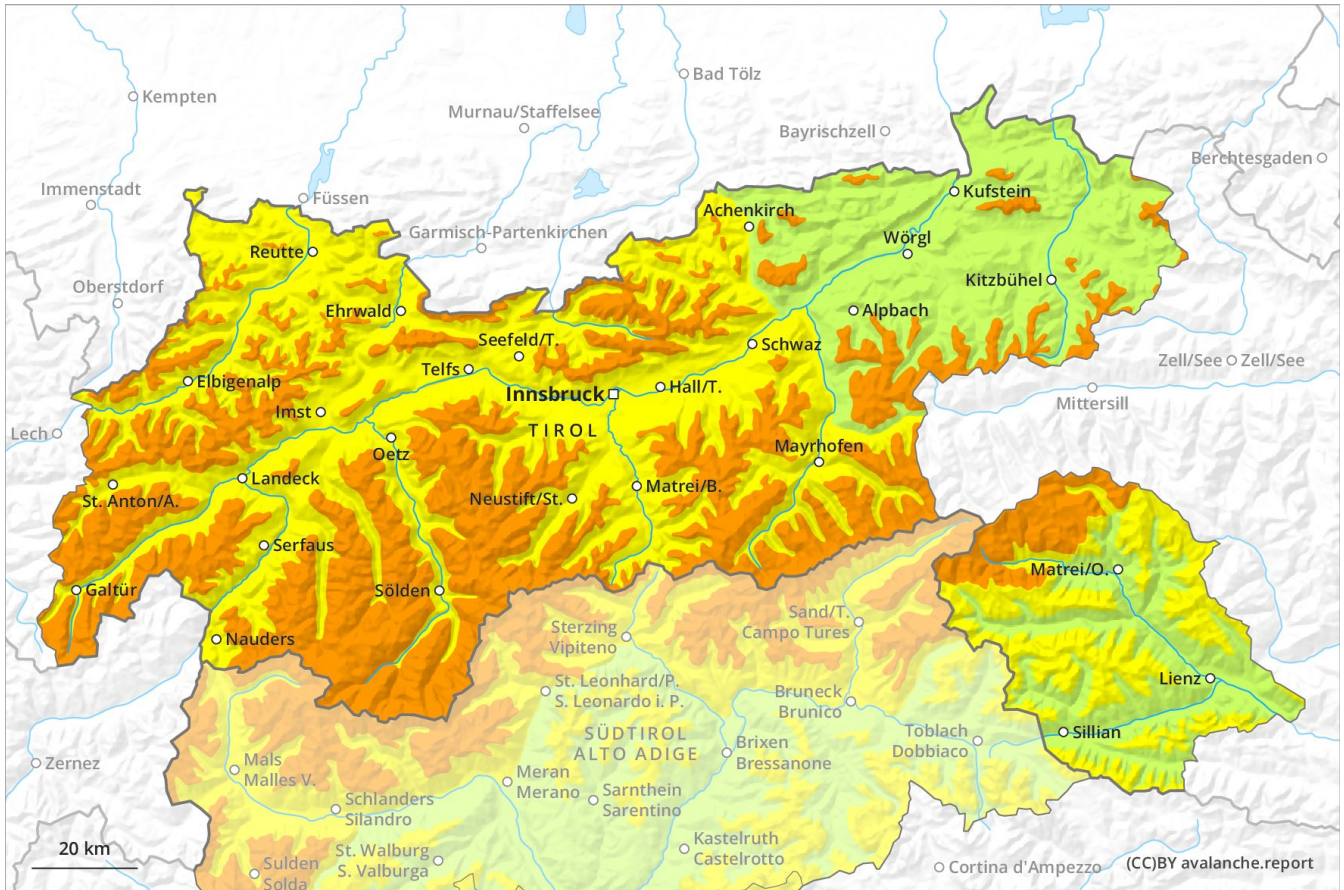 Kempten
Bad Tölz
Murnau/Staffelsee
Bayrischzell
Berchtesgaden
Immenstadt
Füssen
Kufstein
Achenkirch
Garmisch-Partenkirchen
Wörgl
Reutte
Kitzbühel
Oberstdorf
Ehrwald
Alpbach
Seefeld/T.
Schwaz
Zell/See
Zell/See
Telfs
Elbigenalp
Hall/T.
Innsbruck
Mittersill
Imst
TIROL
Lech
Mayrhofen
Oetz
Landeck
St. Anton/A.
Neustift/St.
Matrei/B.
Serfaus
Matrei/O.
Galtür
Sölden
Sand/T.
Campo Tures
Nauders
Sterzing
Vipiteno
St. Leonhard/P.
S. Leonardo i. P.
Bruneck
Brunico
Lienz
SÜDTIROL
ALTO ADIGE
Toblach
Dobbiaco
Sillian
Brixen
Bressanone
Zernez
Mals
Malles V.
Meran
Merano
Sarnthein
Sarentino
Schlanders
Silandro
Kastelruth
Castelrotto
20 km
St. Walburg
S. Valburga
Sulden
Solda
Cortina d'Ampezzo
(CC)BY avalanche.report